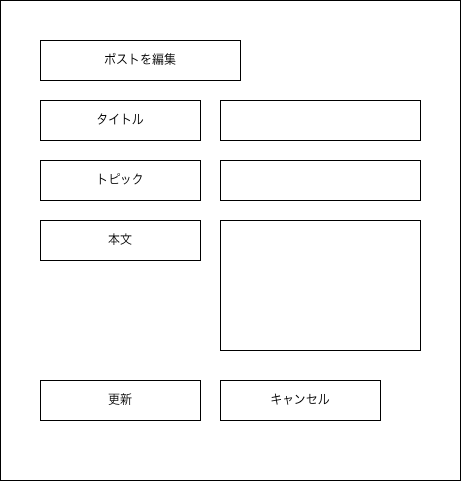 ポストを編集
タイトル
トピック
本文
更新
キャンセル